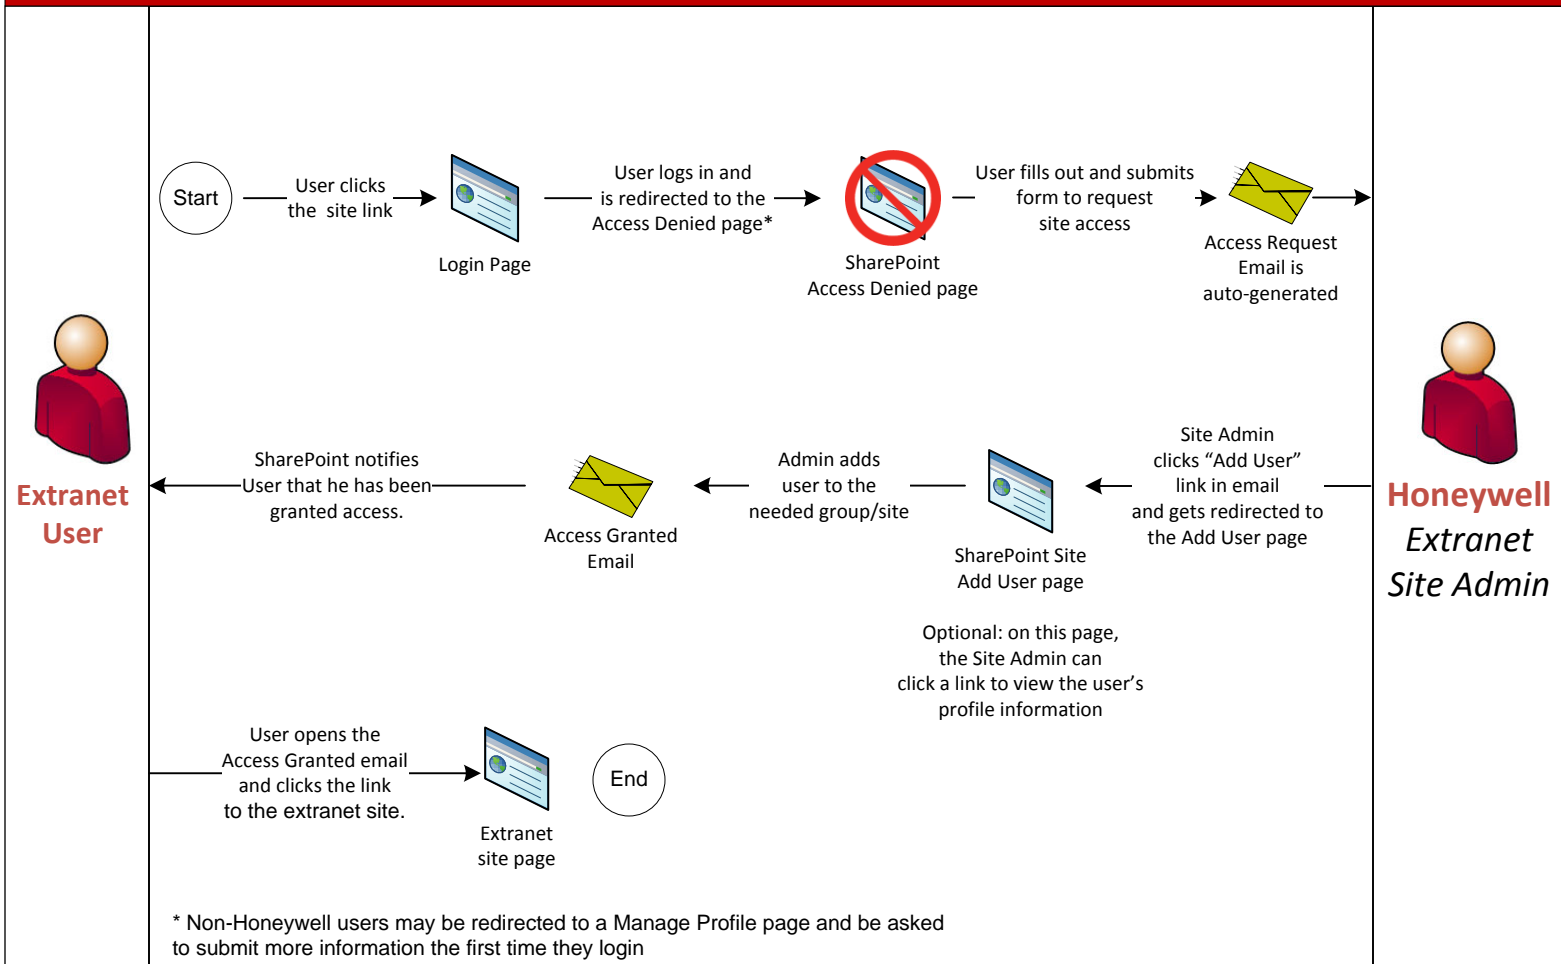 Start
User clicks
the  site link
Login Page
User logs in and
is redirected to the
Access Denied page*
SharePoint
Access Denied page
User fills out and submits
form to request
site access
Access Request
Email is
auto-generated
Extranet
User
SharePoint notifies
User that he has been
granted access.
Access Granted
Email
Admin adds
user to the
needed group/site
SharePoint Site
Add User page
Optional: on this page,
the Site Admin can
click a link to view the user’s
profile information
Site Admin
clicks “Add User”
link in email
and gets redirected to
the Add User page
Honeywell
Extranet
Site Admin
User opens the
Access Granted email
and clicks the link
to the extranet site.
Extranet
site page
End
* Non-Honeywell users may be redirected to a Manage Profile page and be asked
to submit more information the first time they login